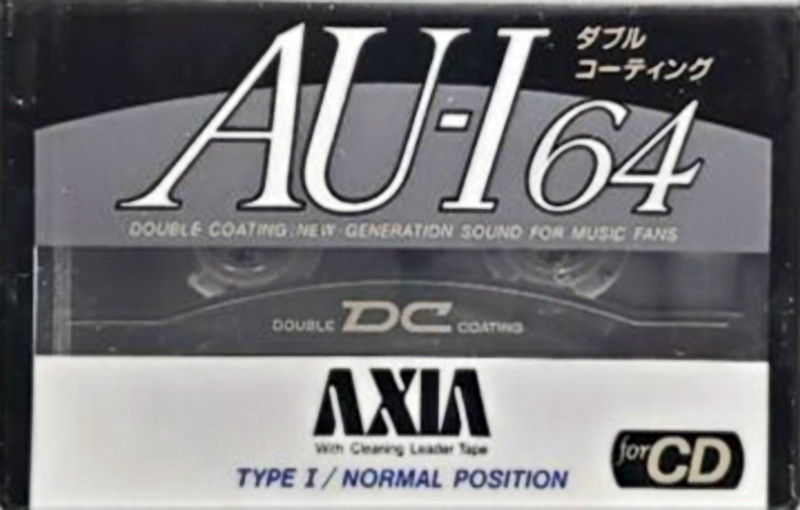 ダブル
コーティング
AU-I 64
DOUBLE COATING: NEW GENERATION SOUND FOR MUSIC FANS
DOUBLE DC COATING
AXIA
With Cleaning Leader Tape
TYPE I / NORMAL POSITION
for CD